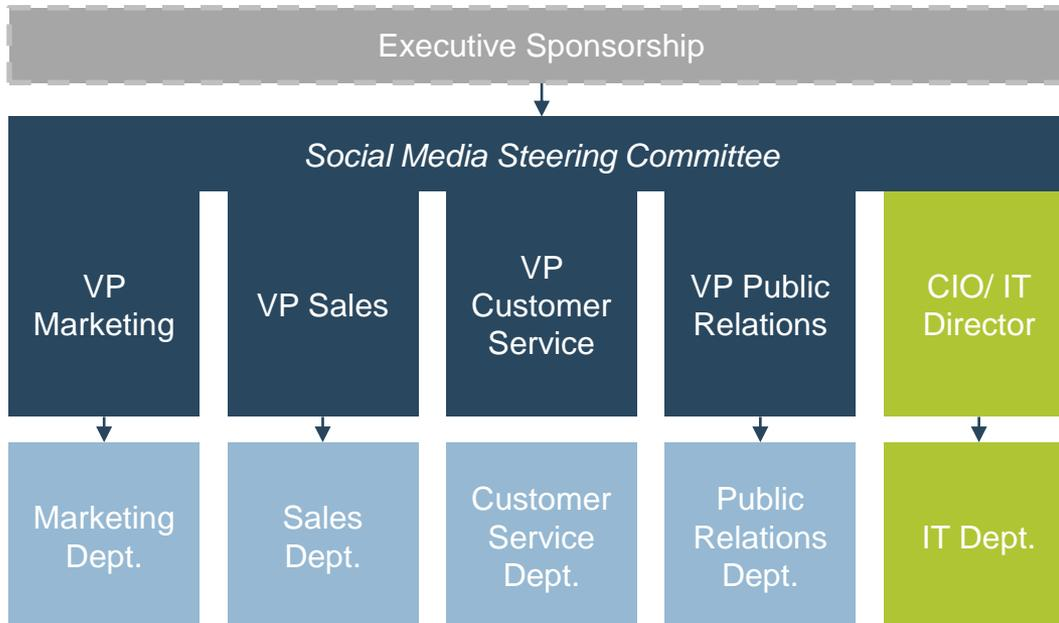 Executive Sponsorship
Social Media Steering Committee
VP
Marketing
VP Sales
VP
Customer
Service
VP Public
Relations
CIO/ IT
Director
Marketing
Dept.
Sales
Dept.
Customer
Service
Dept.
Public
Relations
Dept.
IT Dept.